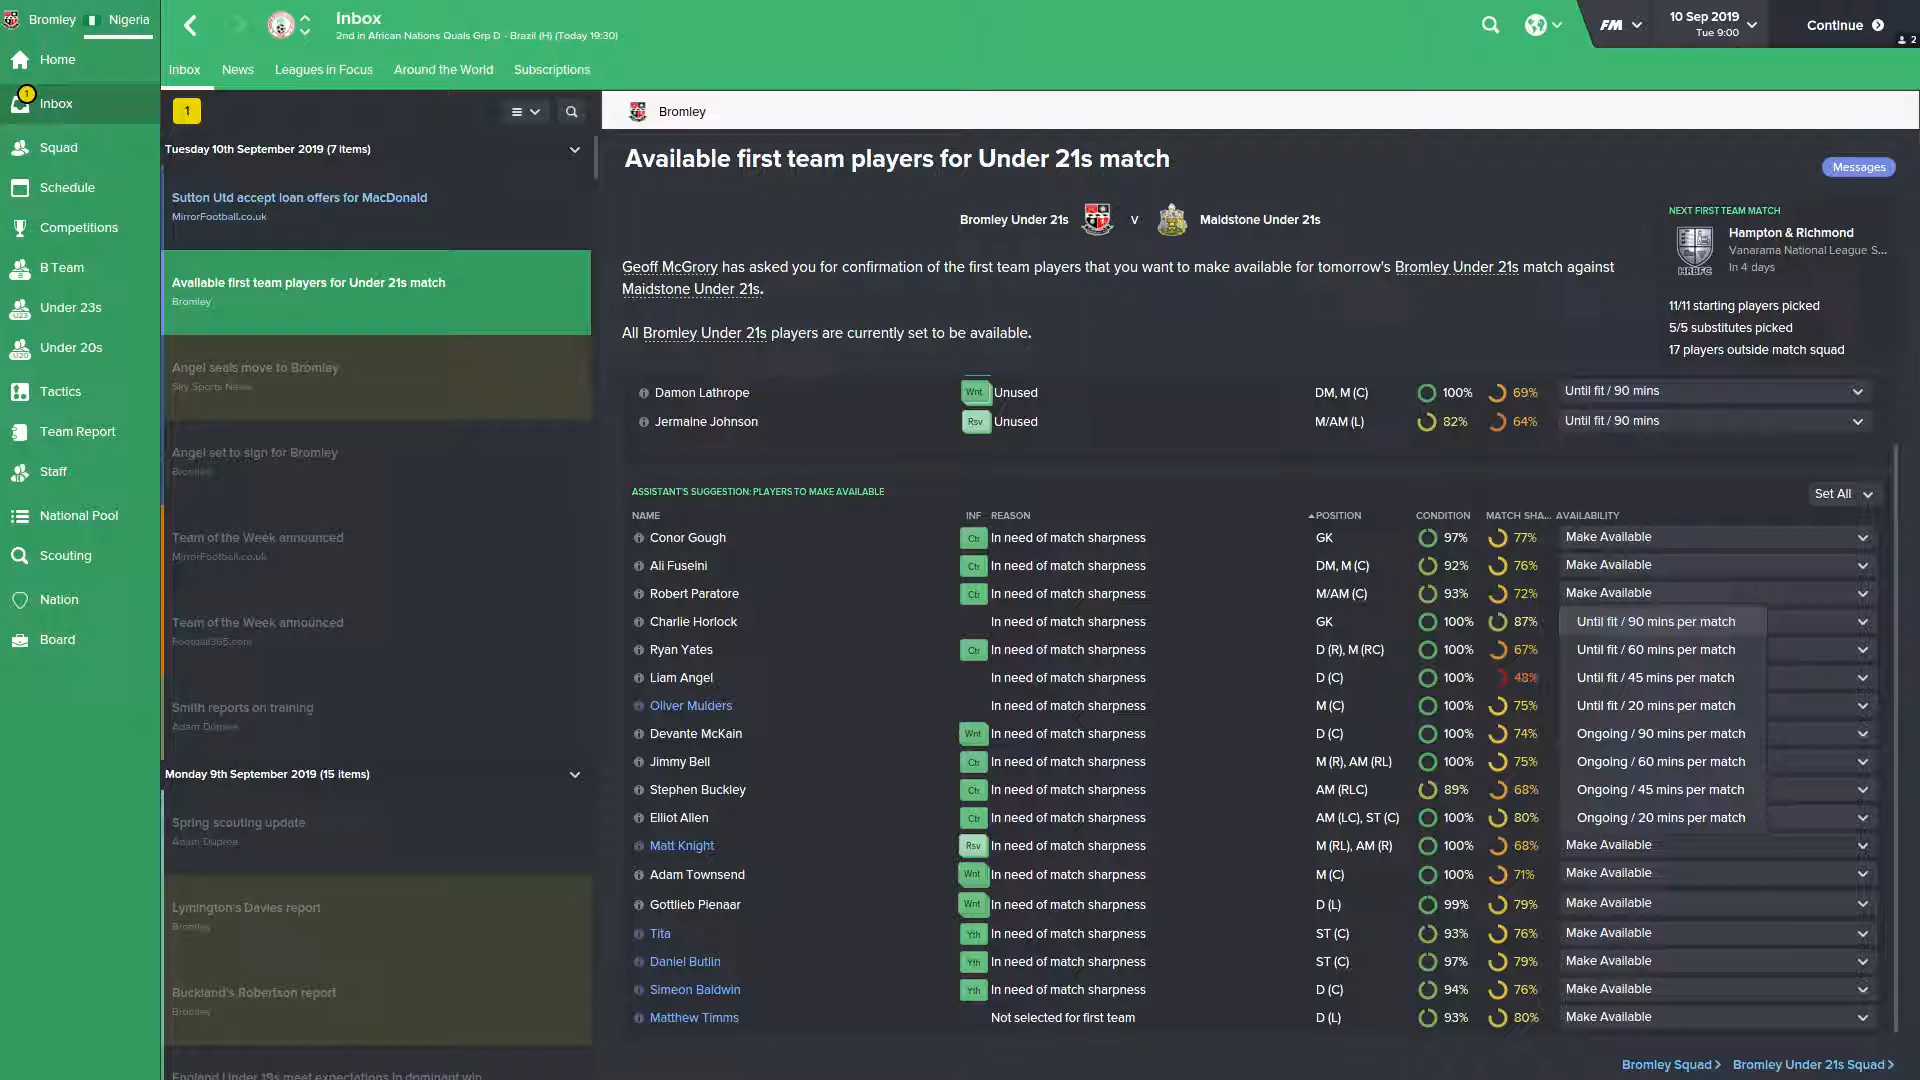 Bromley Nigeria
Inbox
2nd in African Nations Quals Grp D - Brazil (H) (Today 19:30)
FM
10 Sep 2019
Tue 9:00
Continue
2
Home
1
Inbox
Squad
Schedule
Competitions
B Team
Under 23s
Under 20s
Tactics
Team Report
Staff
National Pool
Scouting
Nation
Board
Inbox News Leagues In Focus Around the World Subscriptions
1
Tuesday 10th September 2019 (7 items)
Sutton Utd accept loan offers for MacDonald
MirrorFootball.co.uk
Available first team players for Under 21s match
Bromley
Angel seals move to Bromley
Sky Sports News
Angel set to sign for Bromley
Bromley
Team of the Week announced
MirrorFootball.co.uk
Team of the Week announced
Football365.com
Smith reports on training
Adam Dupree
Monday 9th September 2019 (15 items)
Spring scouting update
Adam Dupree
Lymington's Davies report
Bromley
Buckland's Robertson report
Bromley
England Under 19s meet expectations in dominant win
Bromley
Available first team players for Under 21s match
Messages
Bromley Under 21s v Maidstone Under 21s
Geoff McGrory has asked you for confirmation of the first team players that you want to make available for tomorrow's Bromley Under 21s match against
Maidstone Under 21s.
All Bromley Under 21s players are currently set to be available.
NEXT FIRST TEAM MATCH
HRBFC
Hampton & Richmond
Vanarama National League S...
In 4 days
11/11 starting players picked
5/5 substitutes picked
17 players outside match squad
Damon Lathrope Wnt Unused DM, M (C) 100% 69% Until fit / 90 mins
Jermaine Johnson Rsv Unused M/AM (L) 82% 64% Until fit / 90 mins
ASSISTANT'S SUGGESTION: PLAYERS TO MAKE AVAILABLE
Set All
NAME INF REASON POSITION CONDITION MATCH SHA... AVAILABILITY
Conor Gough Ctr In need of match sharpness GK 97% 77% Make Available
Ali Fuseini Ctr In need of match sharpness DM, M (C) 92% 76% Make Available
Robert Paratore Ctr In need of match sharpness M/AM (C) 93% 72% Make Available
Charlie Horlock In need of match sharpness GK 100% 87% Until fit / 90 mins per match
Ryan Yates Ctr In need of match sharpness D (R), M (RC) 100% 67% Until fit / 60 mins per match
Liam Angel In need of match sharpness D (C) 100% 48% Until fit / 45 mins per match
Oliver Mulders In need of match sharpness M (C) 100% 75% Until fit / 20 mins per match
Devante McKain Wnt In need of match sharpness D (C) 100% 74% Ongoing / 90 mins per match
Jimmy Bell Ctr In need of match sharpness M (R), AM (RL) 100% 75% Ongoing / 60 mins per match
Stephen Buckley Ctr In need of match sharpness AM (RLC) 89% 68% Ongoing / 45 mins per match
Elliot Allen Ctr In need of match sharpness AM (LC), ST (C) 100% 80% Ongoing / 20 mins per match
Matt Knight Rsv In need of match sharpness M (RL), AM (R) 100% 68% Make Available
Adam Townsend Wnt In need of match sharpness M (C) 100% 71% Make Available
Gottlieb Pienaar Wnt In need of match sharpness D (L) 99% 79% Make Available
Tita Yth In need of match sharpness ST (C) 93% 76% Make Available
Daniel Butlin Yth In need of match sharpness ST (C) 97% 79% Make Available
Simeon Baldwin Yth In need of match sharpness D (C) 94% 76% Make Available
Matthew Timms Not selected for first team D (L) 93% 80% Make Available
Bromley Squad > Bromley Under 21s Squad >